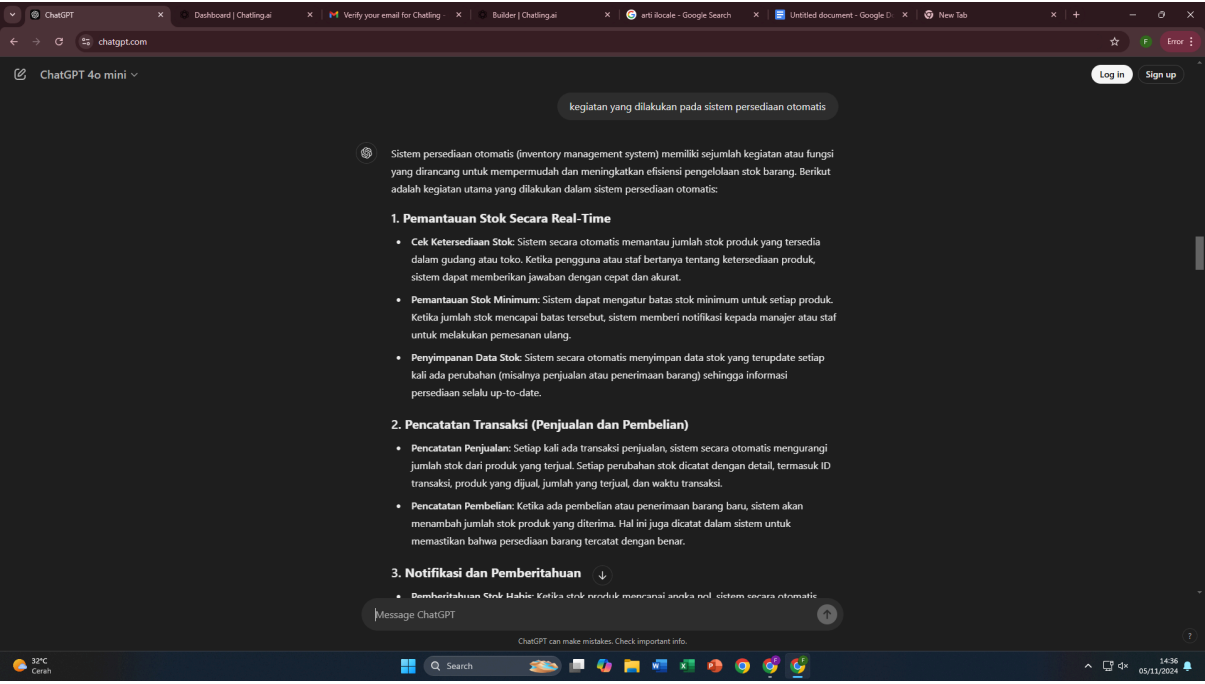 ChatGPT
Dashboard | Chatling.ai
Verify your email for Chatling -
Builder | Chatling.ai
arti ilocale - Google Search
Untitled document - Google D
New Tab
chatgpt.com
F
Error
ChatGPT 4o mini
Log in
Sign up
kegiatan yang dilakukan pada sistem persediaan otomatis
Sistem persediaan otomatis (inventory management system) memiliki sejumlah kegiatan atau fungsi
yang dirancang untuk mempermudah dan meningkatkan efisiensi pengelolaan stok barang. Berikut
adalah kegiatan utama yang dilakukan dalam sistem persediaan otomatis:
1. Pemantauan Stok Secara Real-Time
• Cek Ketersediaan Stok: Sistem secara otomatis memantau jumlah stok produk yang tersedia
dalam gudang atau toko. Ketika pengguna atau staf bertanya tentang ketersediaan produk,
sistem dapat memberikan jawaban dengan cepat dan akurat.
• Pemantauan Stok Minimum: Sistem dapat mengatur batas stok minimum untuk setiap produk.
Ketika jumlah stok mencapai batas tersebut, sistem memberi notifikasi kepada manajer atau staf
untuk melakukan pemesanan ulang.
• Penyimpanan Data Stok: Sistem secara otomatis menyimpan data stok yang terupdate setiap
kali ada perubahan (misalnya penjualan atau penerimaan barang) sehingga informasi
persediaan selalu up-to-date.
2. Pencatatan Transaksi (Penjualan dan Pembelian)
• Pencatatan Penjualan: Setiap kali ada transaksi penjualan, sistem secara otomatis mengurangi
jumlah stok dari produk yang terjual. Setiap perubahan stok dicatat dengan detail, termasuk ID
transaksi, produk yang dijual, jumlah yang terjual, dan waktu transaksi.
• Pencatatan Pembelian: Ketika ada pembelian atau penerimaan barang baru, sistem akan
menambah jumlah stok produk yang diterima. Hal ini juga dicatat dalam sistem untuk
memastikan bahwa persediaan barang tercatat dengan benar.
3. Notifikasi dan Pemberitahuan
• Pemberitahuan Stok Habis: Ketika stok produk mencapai angka nol, sistem secara otomatis
Message ChatGPT
ChatGPT can make mistakes. Check important info.
?
32°C
Cerah
Search
14:36
05/11/2024